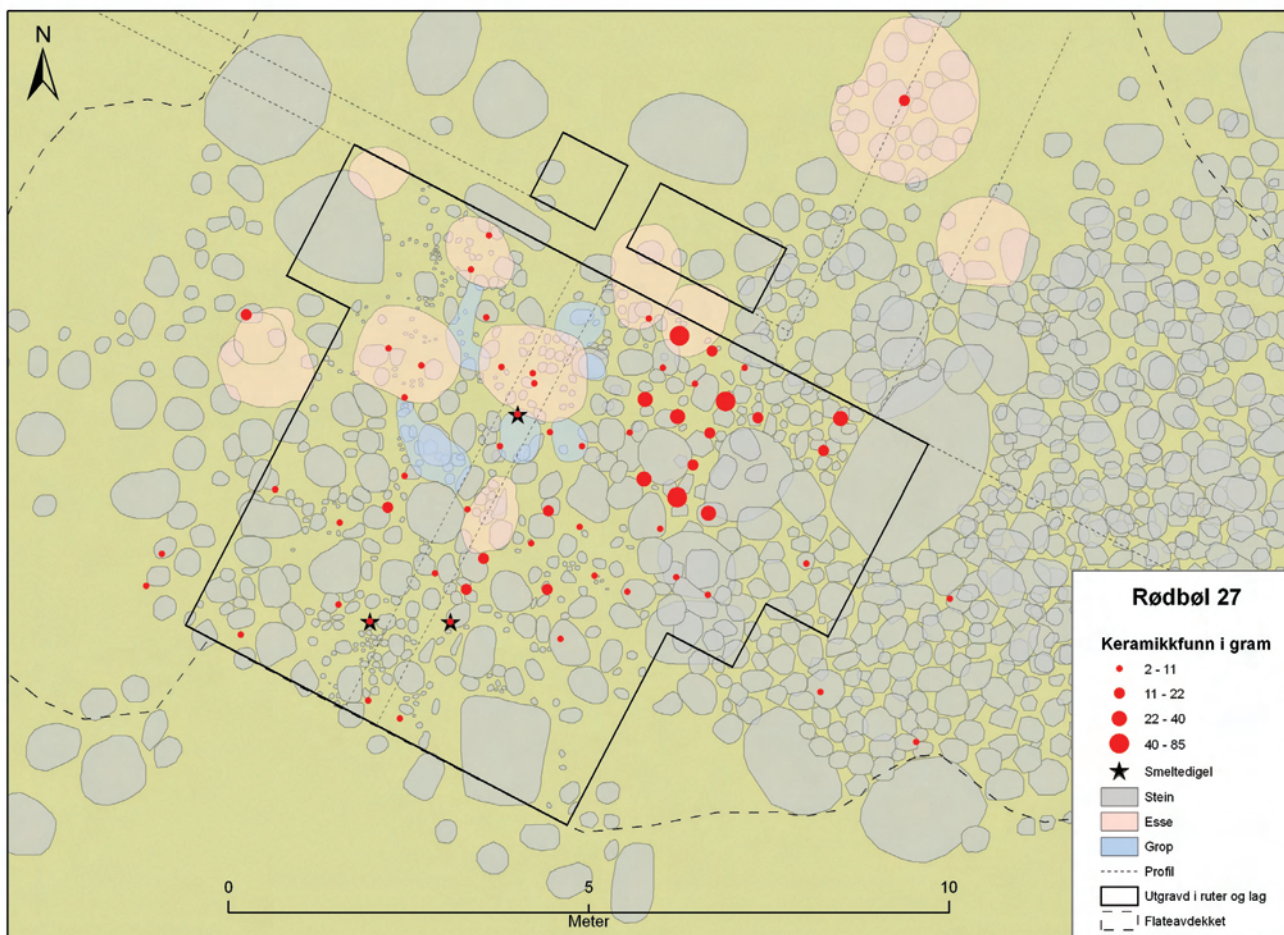 N
Rødbøl 27
Keramikkfunn i gram
2 - 11
11 - 22
22 - 40
40 - 85
Smeltedigel
Stein
Esse
Grop
Profil
Utgravd i ruter og lag
Flateavdekket
0 5 10
Meter